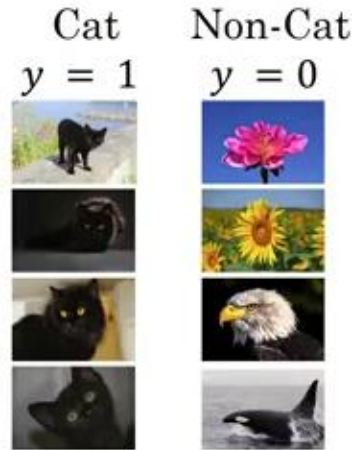 Cat Non-Cat
y = 1 y = 0